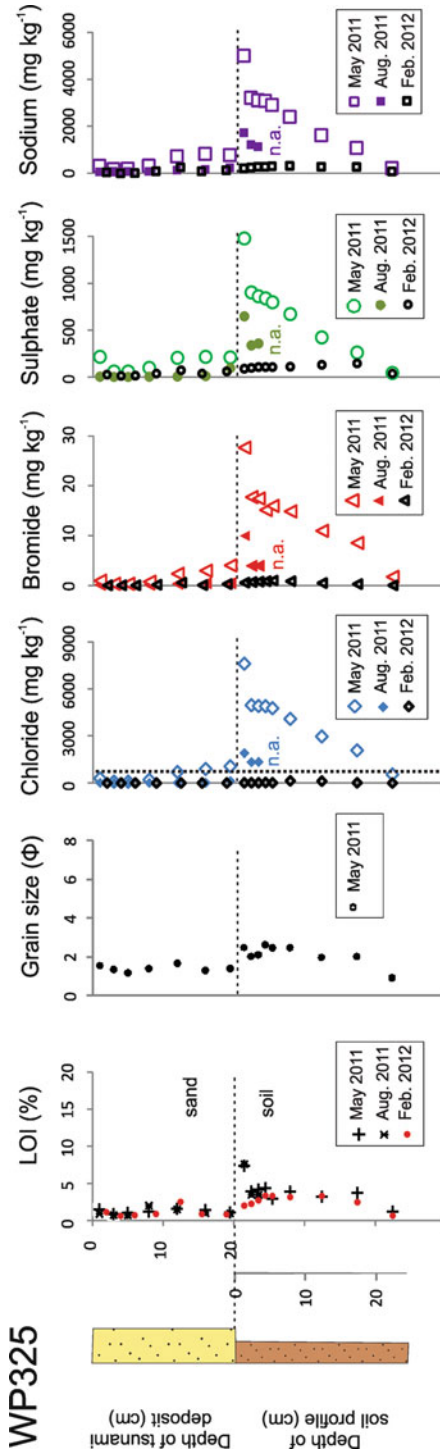 WP325
Depth of tsunami
deposit (cm)
Depth of
soil profile (cm)
LOI (%)
0 5 10 15 20
0
10
20
0
10
20
sand
soil
May 2011
Aug. 2011
Feb. 2012
Grain size (Φ)
0 2 4 6 8
May 2011
Chloride (mg kg⁻¹)
0 3000 6000 9000
n.a.
May 2011
Aug. 2011
Feb. 2012
Bromide (mg kg⁻¹)
0 10 20 30
n.a.
May 2011
Aug. 2011
Feb. 2012
Sulphate (mg kg⁻¹)
0 500 1000 1500
n.a.
May 2011
Aug. 2011
Feb. 2012
Sodium (mg kg⁻¹)
0 2000 4000 6000
n.a.
May 2011
Aug. 2011
Feb. 2012